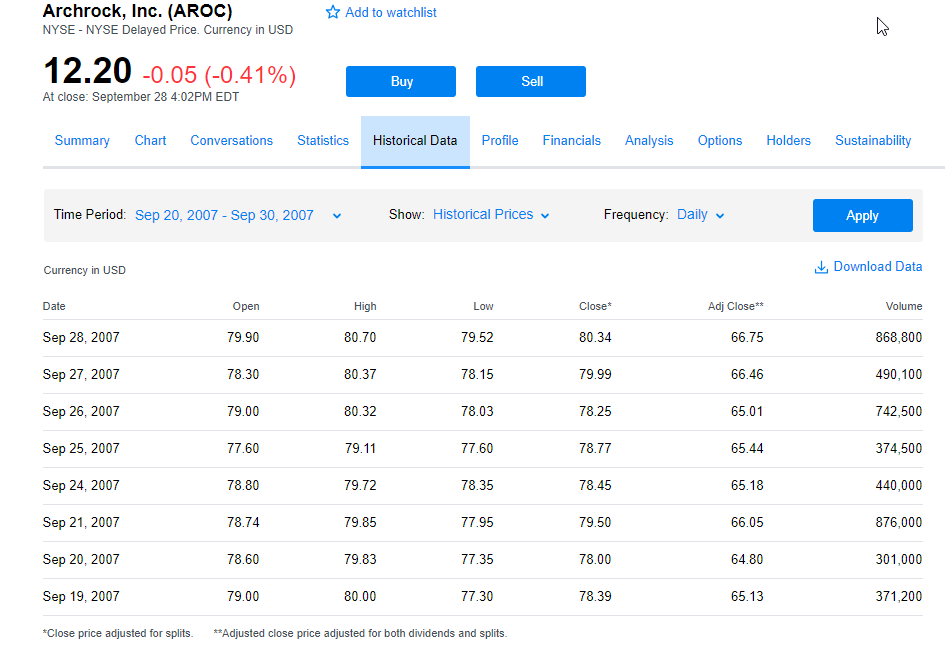 Archrock, Inc. (AROC)
Add to watchlist
NYSE - NYSE Delayed Price. Currency in USD
12.20 -0.05 (-0.41%)
At close: September 28 4:02PM EDT
Buy
Sell
Summary Chart Conversations Statistics Historical Data Profile Financials Analysis Options Holders Sustainability
Time Period: Sep 20, 2007 - Sep 30, 2007 Show: Historical Prices Frequency: Daily Apply
Currency in USD
Download Data
Date Open High Low Close* Adj Close** Volume
Sep 28, 2007 79.90 80.70 79.52 80.34 66.75 868,800
Sep 27, 2007 78.30 80.37 78.15 79.99 66.46 490,100
Sep 26, 2007 79.00 80.32 78.03 78.25 65.01 742,500
Sep 25, 2007 77.60 79.11 77.60 78.77 65.44 374,500
Sep 24, 2007 78.80 79.72 78.35 78.45 65.18 440,000
Sep 21, 2007 78.74 79.85 77.95 79.50 66.05 876,000
Sep 20, 2007 78.60 79.83 77.35 78.00 64.80 301,000
Sep 19, 2007 79.00 80.00 77.30 78.39 65.13 371,200
*Close price adjusted for splits. **Adjusted close price adjusted for both dividends and splits.